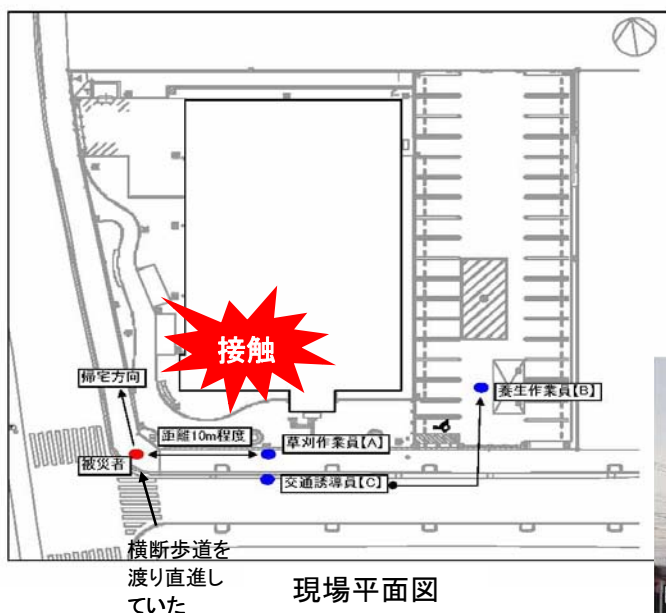 接触
帰宅方向
養生作業員【B】
距離10m程度
草刈作業員【A】
被災者
交通誘導員【C】
横断歩道を
渡り直進し
ていた
現場平面図